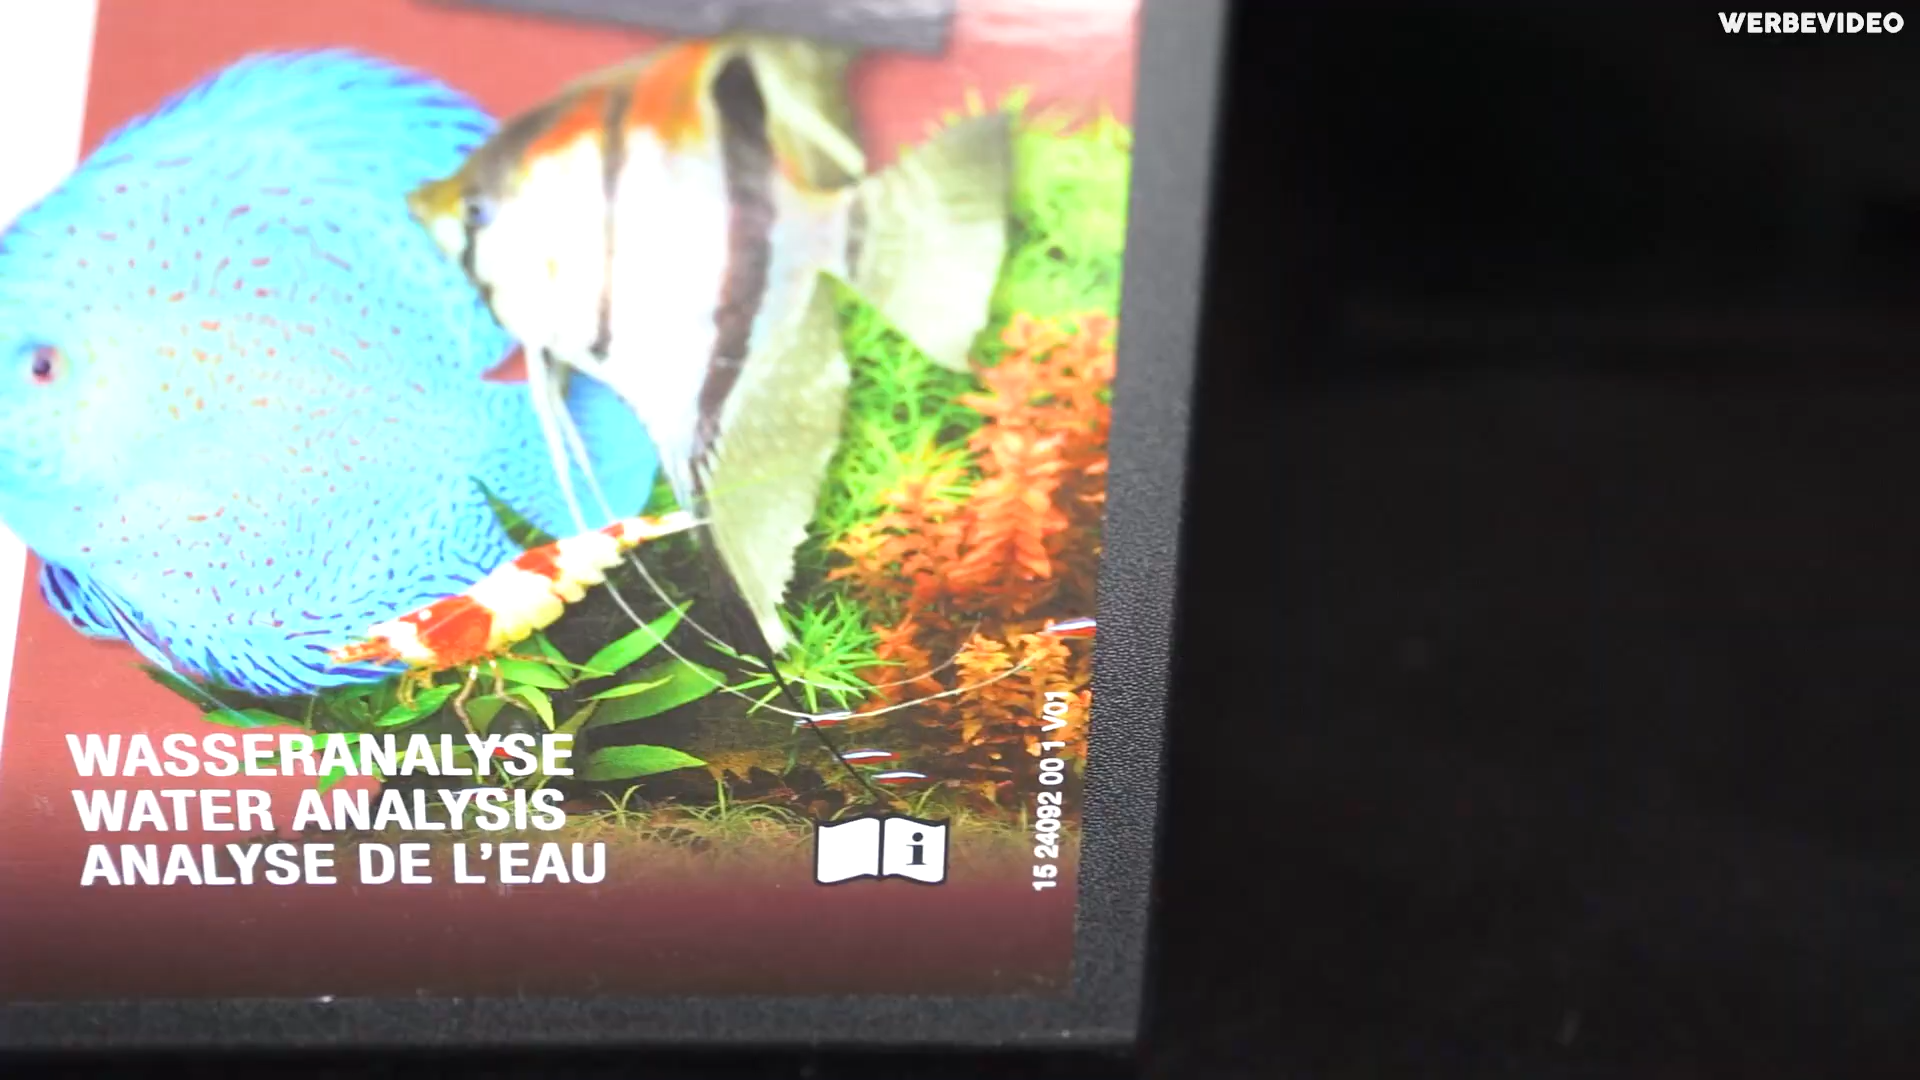 WERBEVIDEO
WASSERANALYSE
WATER ANALYSIS
ANALYSE DE L'EAU
i
15 24092 00 1 V01